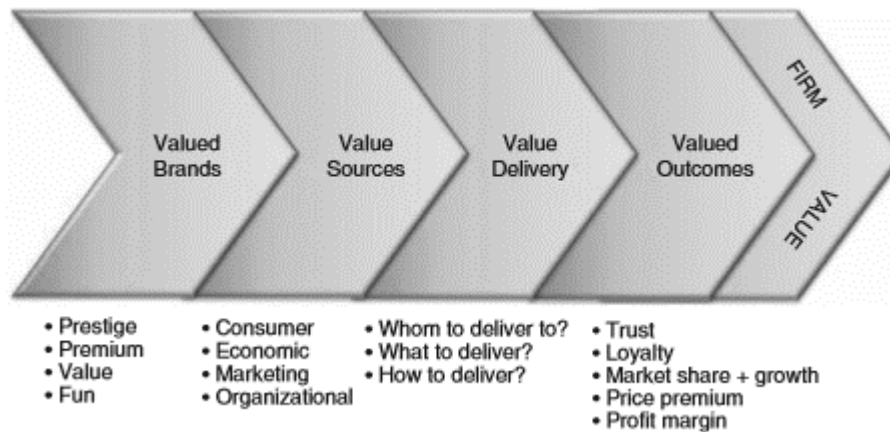 Valued
Brands
Value
Sources
Value
Delivery
Valued
Outcomes
FIRM
VALUE
• Prestige
• Premium
• Value
• Fun
• Consumer
• Economic
• Marketing
• Organizational
• Whom to deliver to?
• What to deliver?
• How to deliver?
• Trust
• Loyalty
• Market share + growth
• Price premium
• Profit margin